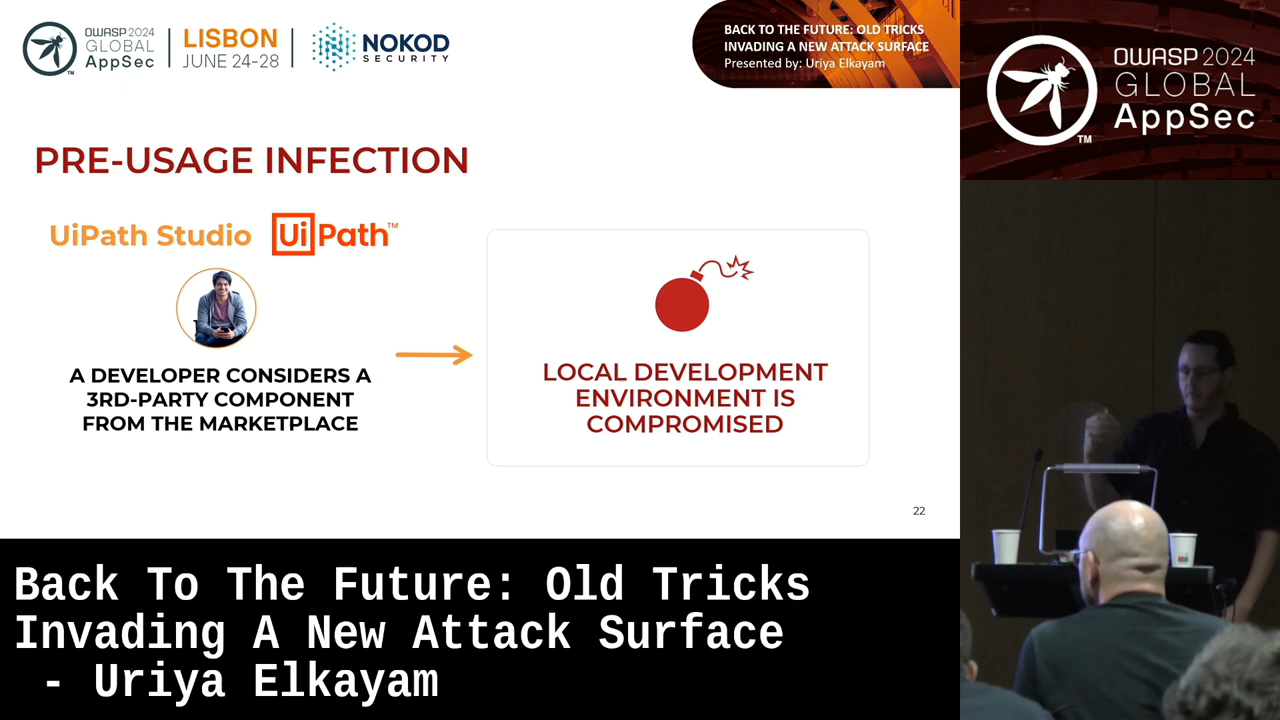 OWASP 2024
GLOBAL
AppSec
TM
LISBON
JUNE 24-28
NOKOD
SECURITY
BACK TO THE FUTURE: OLD TRICKS
INVADING A NEW ATTACK SURFACE
Presented by: Uriya Elkayam
OWASP 2024
GLOBAL
AppSec
TM
PRE-USAGE INFECTION
UiPath Studio
UiPath™
A DEVELOPER CONSIDERS A
3RD-PARTY COMPONENT
FROM THE MARKETPLACE
LOCAL DEVELOPMENT
ENVIRONMENT IS
COMPROMISED
22
Back To The Future: Old Tricks
Invading A New Attack Surface
- Uriya Elkayam